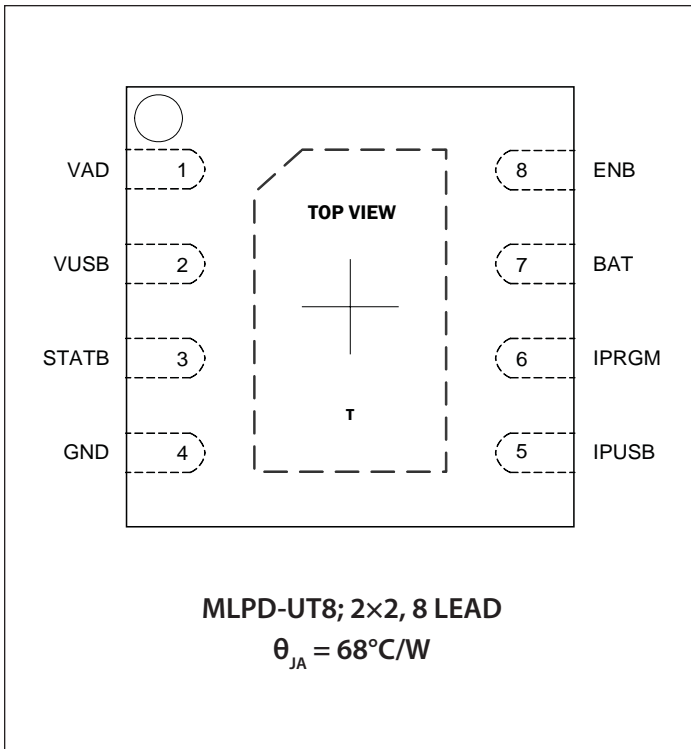 VAD 1 8 ENB
TOP VIEW
VUSB 2 7 BAT
STATB 3 6 IPRGM
T
GND 4 5 IPUSB
MLPD-UT8; 2×2, 8 LEAD
θJA = 68°C/W